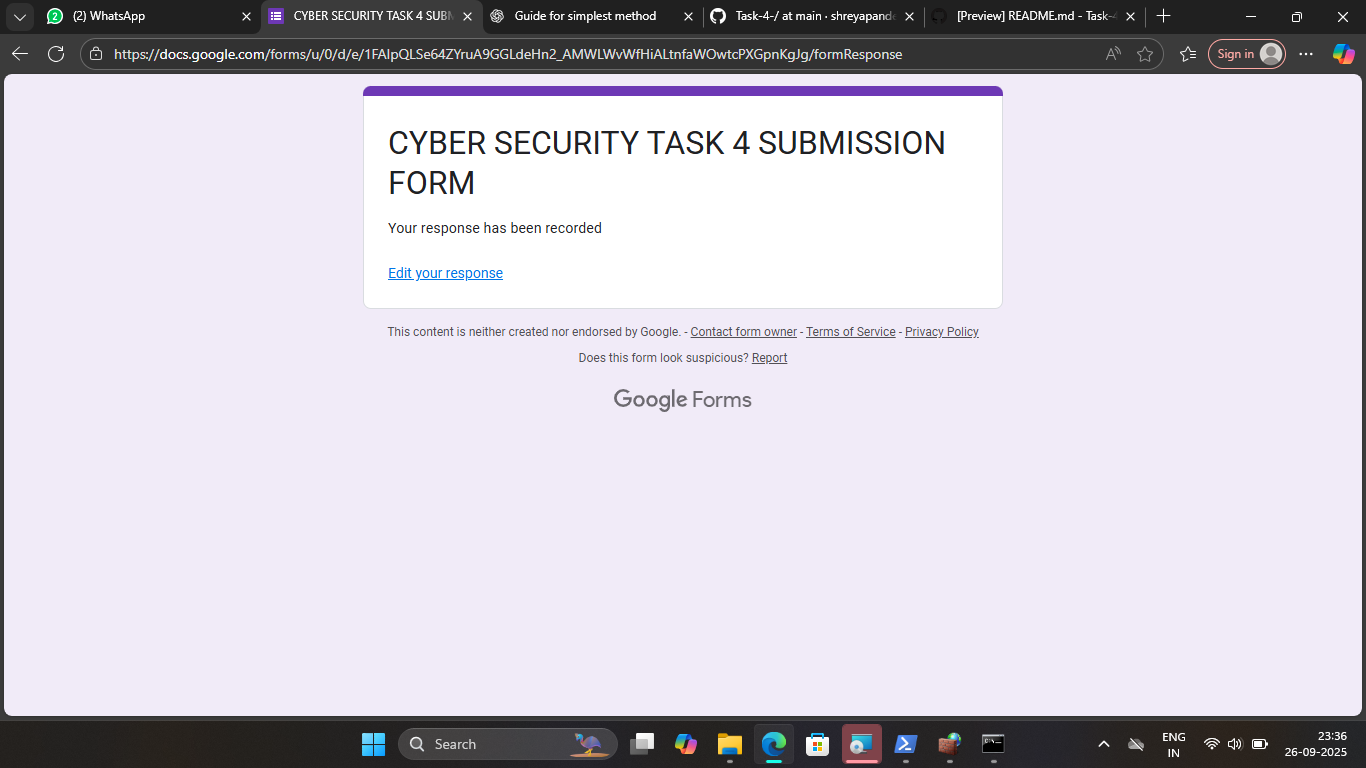 (2) WhatsApp
CYBER SECURITY TASK 4 SUBM
Guide for simplest method
Task-4-/ at main · shreyapande
[Preview] README.md - Task-4
https://docs.google.com/forms/u/0/d/e/1FAIpQLSe64ZYruA9GGLdeHn2_AMWLWvWfHiALtnfaWOwtcPXGpnKgJg/formResponse
Sign in
CYBER SECURITY TASK 4 SUBMISSION
FORM
Your response has been recorded
Edit your response
This content is neither created nor endorsed by Google. - Contact form owner - Terms of Service - Privacy Policy
Does this form look suspicious? Report
Google Forms
Search
ENG
IN
23:36
26-09-2025